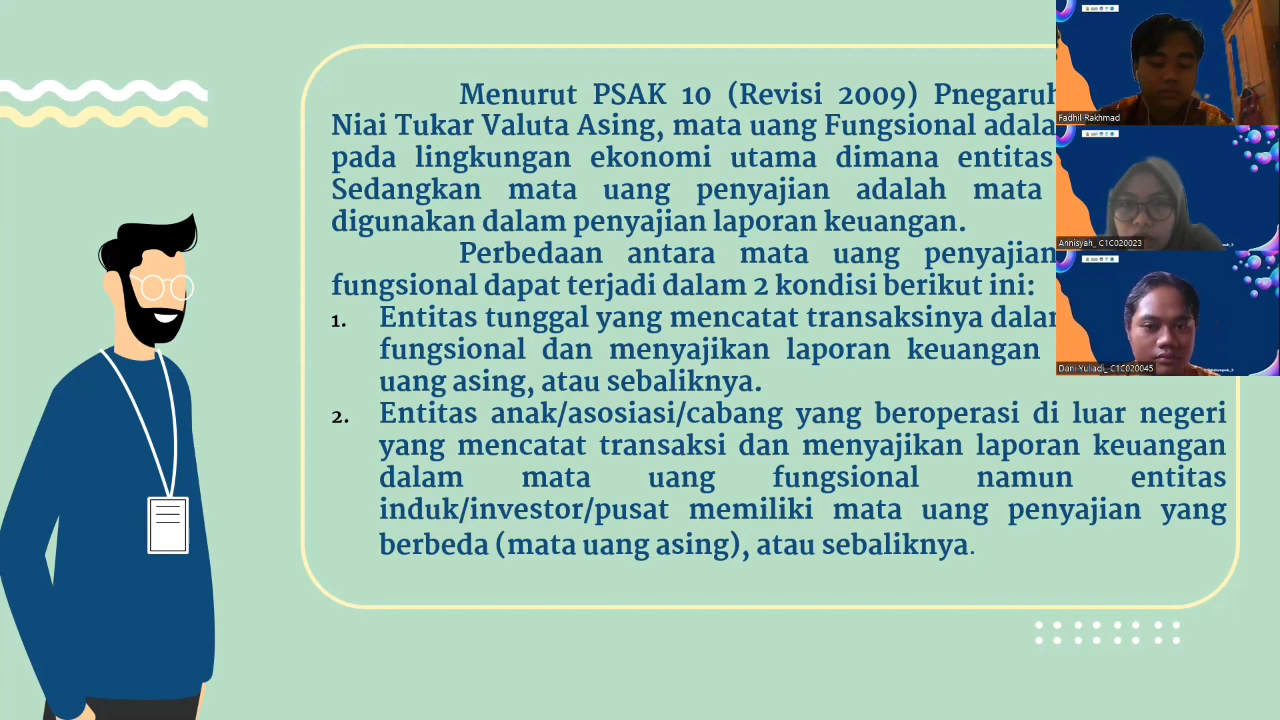 Menurut PSAK 10 (Revisi 2009)
Niai Tukar Valuta Asing, mata uang Fungsional
pada lingkungan ekonomi utama dimana entitas
Sedangkan mata uang penyajian adalah mata
digunakan dalam penyajian laporan keuangan.
Perbedaan antara mata uang penyajian
fungsional dapat terjadi dalam 2 kondisi berikut ini:
1. Entitas tunggal yang mencatat transaksinya
fungsional dan menyajikan laporan keuangan
uang asing, atau sebaliknya.
2. Entitas anak/asosiasi/cabang yang beroperasi di luar negeri
yang mencatat transaksi dan menyajikan laporan keuangan
dalam mata uang fungsional namun entitas
induk/investor/pusat memiliki mata uang penyajian yang
berbeda (mata uang asing), atau sebaliknya.
Fadhil Rakhmad
Annisyah_ C1C020023
Dani Yuliadi_ C1C020045